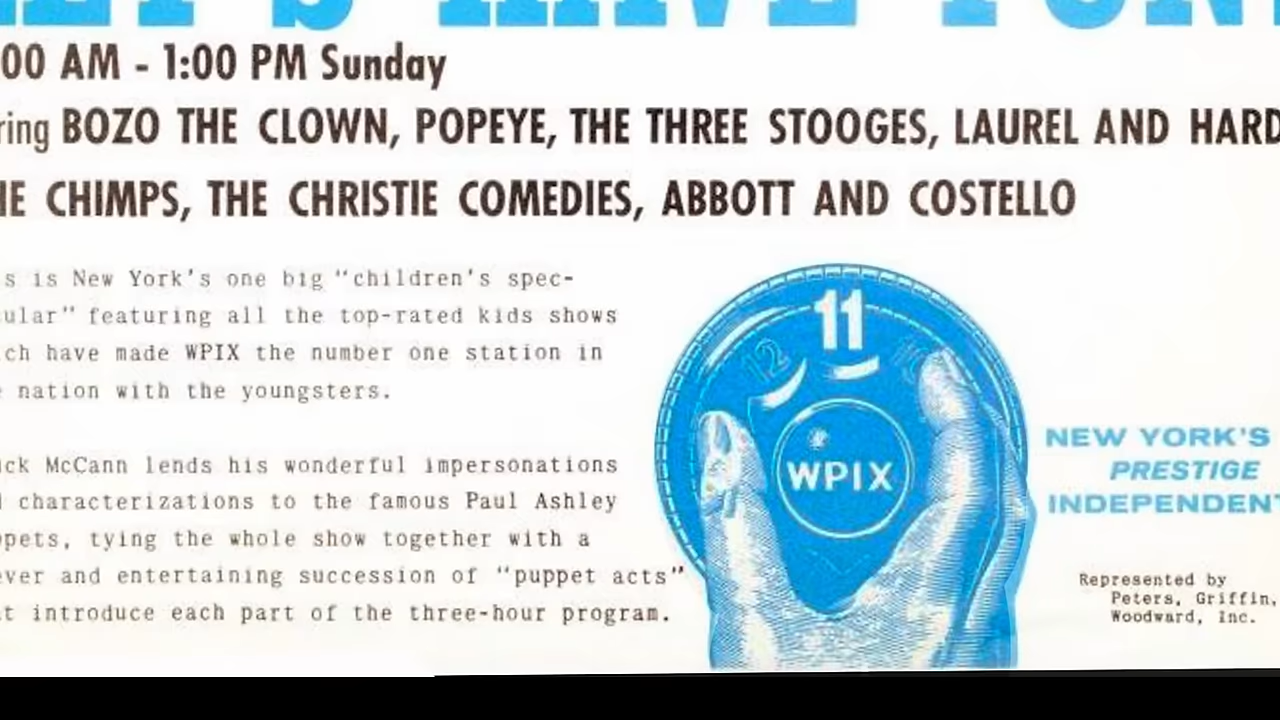 LET'S HAVE FUN
00 AM - 1:00 PM Sunday
ring BOZO THE CLOWN, POPEYE, THE THREE STOOGES, LAUREL AND HARD
HE CHIMPS, THE CHRISTIE COMEDIES, ABBOTT AND COSTELLO
s is New York's one big "children's spec-
ular" featuring all the top-rated kids shows
ch have made WPIX the number one station in
e nation with the youngsters.
ck McCann lends his wonderful impersonations
d characterizations to the famous Paul Ashley
ppets, tying the whole show together with a
ever and entertaining succession of "puppet acts"
t introduce each part of the three-hour program.
11
12
WPIX
NEW YORK'S
PRESTIGE
INDEPENDENT
Represented by
Peters, Griffin,
Woodward, Inc.